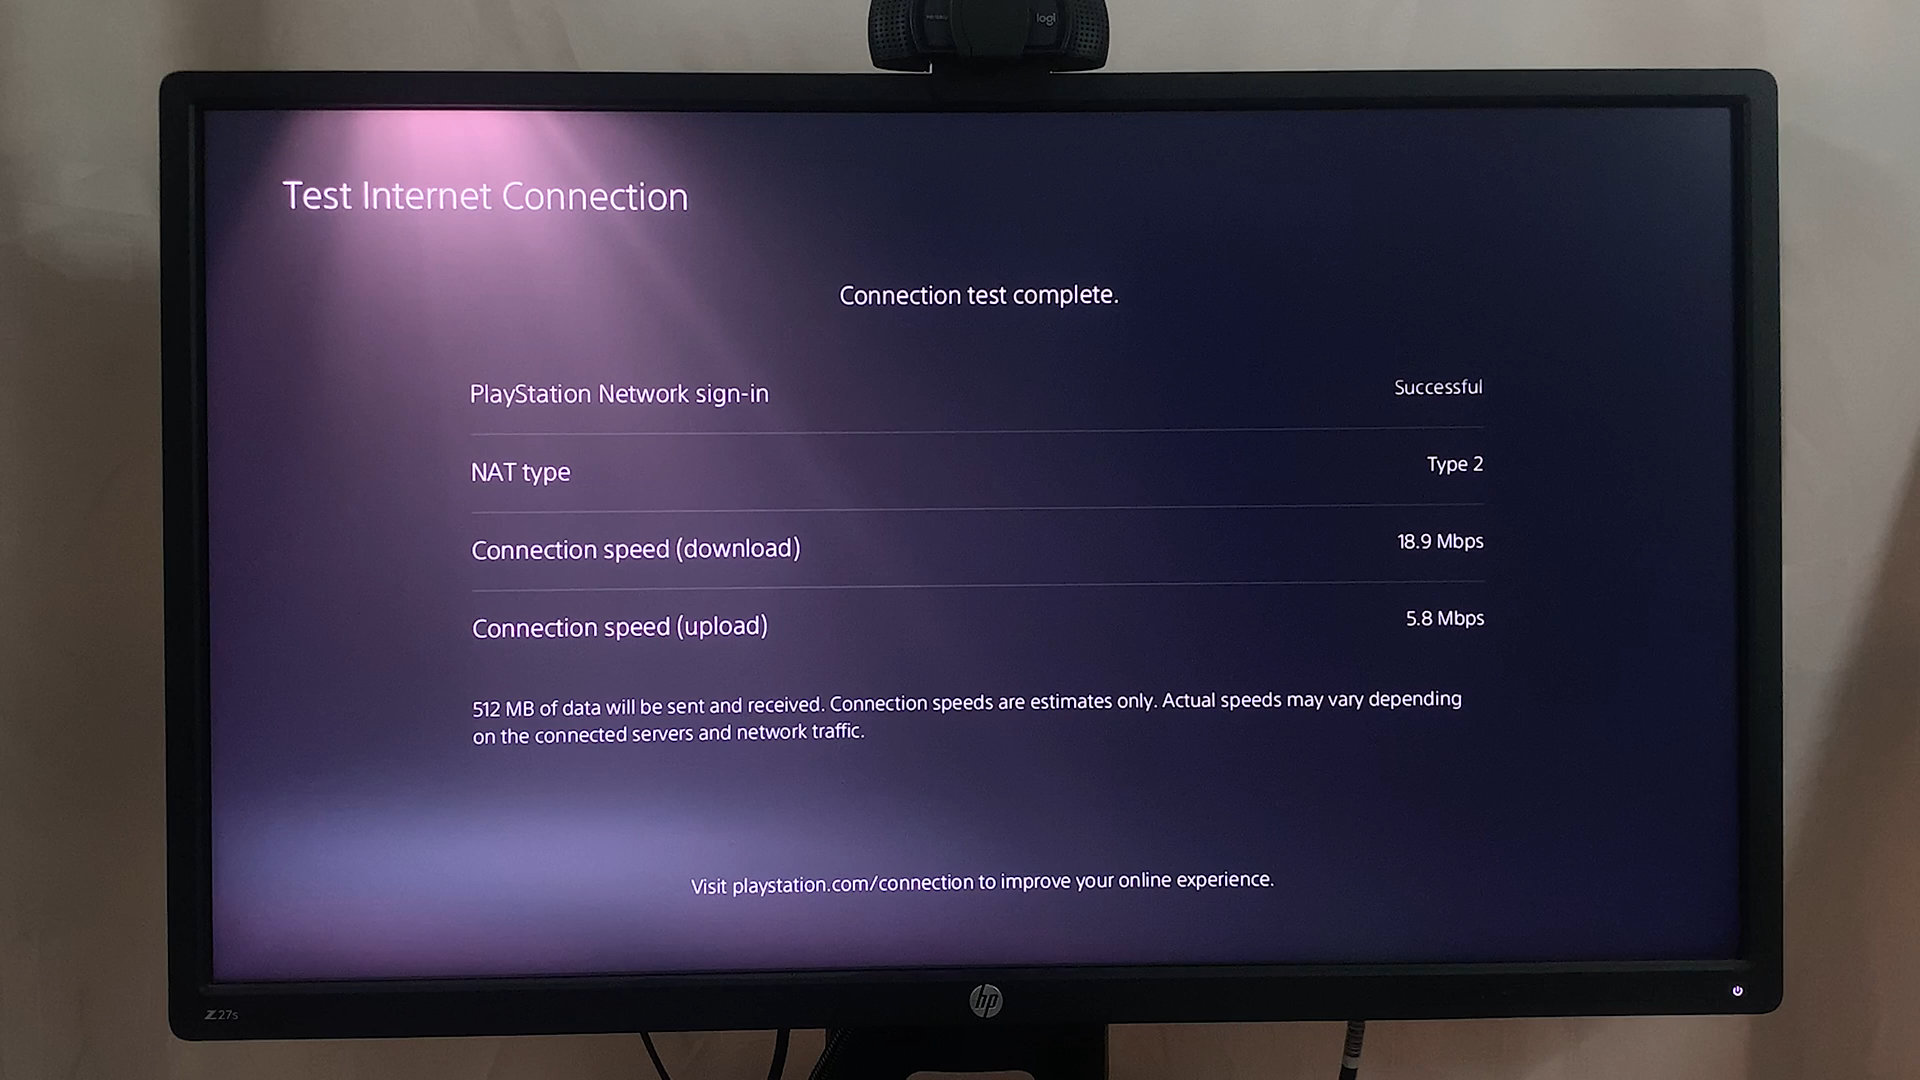 logi
Test Internet Connection
Connection test complete.
PlayStation Network sign-in Successful
NAT type Type 2
Connection speed (download) 18.9 Mbps
Connection speed (upload) 5.8 Mbps
512 MB of data will be sent and received. Connection speeds are estimates only. Actual speeds may vary depending
on the connected servers and network traffic.
Visit playstation.com/connection to improve your online experience.
hp
Z27s